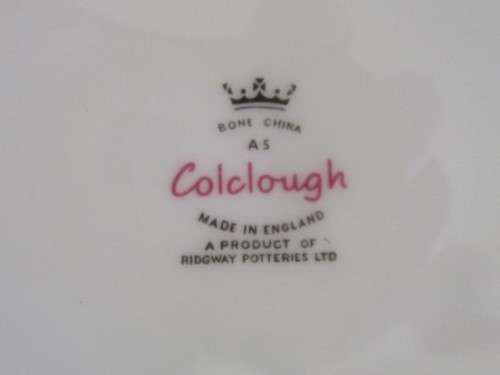 BONE CHINA
A5
Colclough
MADE IN ENGLAND
A PRODUCT OF
RIDGWAY POTTERIES LTD